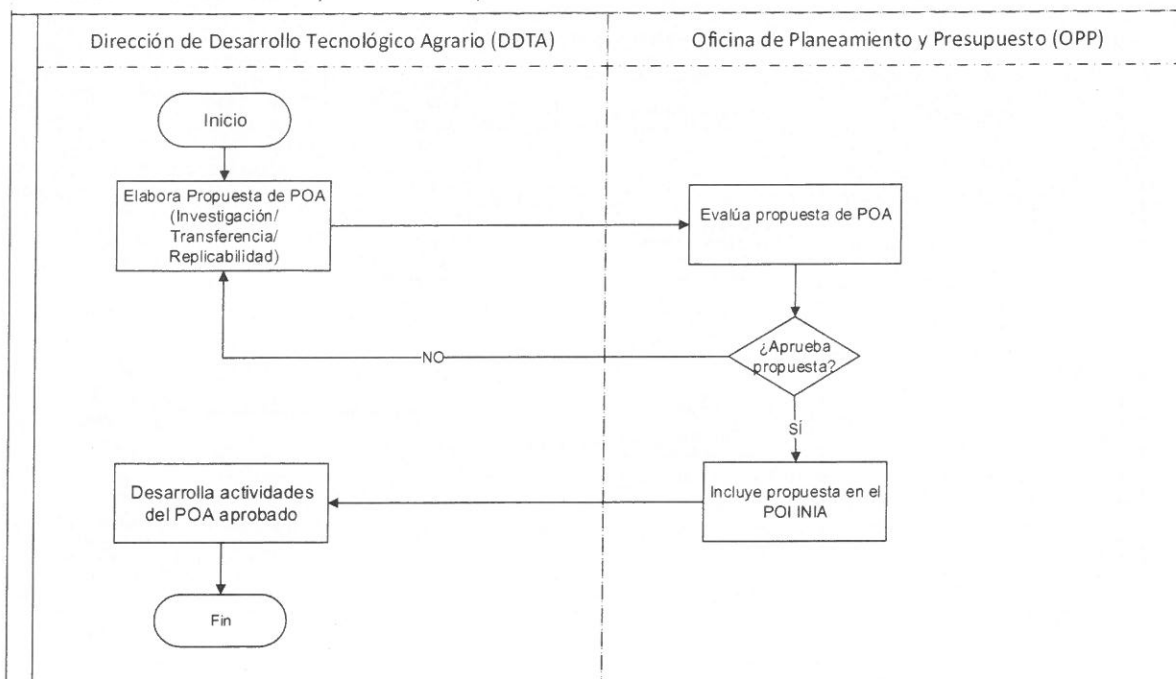 Dirección de Desarrollo Tecnológico Agrario (DDTA)
Oficina de Planeamiento y Presupuesto (OPP)
Inicio
Elabora Propuesta de POA
(Investigación/
Transferencia/
Replicabilidad)
Evalúa propuesta de POA
¿Aprueba
propuesta?
NO
SÍ
Incluye propuesta en el
POI INIA
Desarrolla actividades
del POA aprobado
Fin